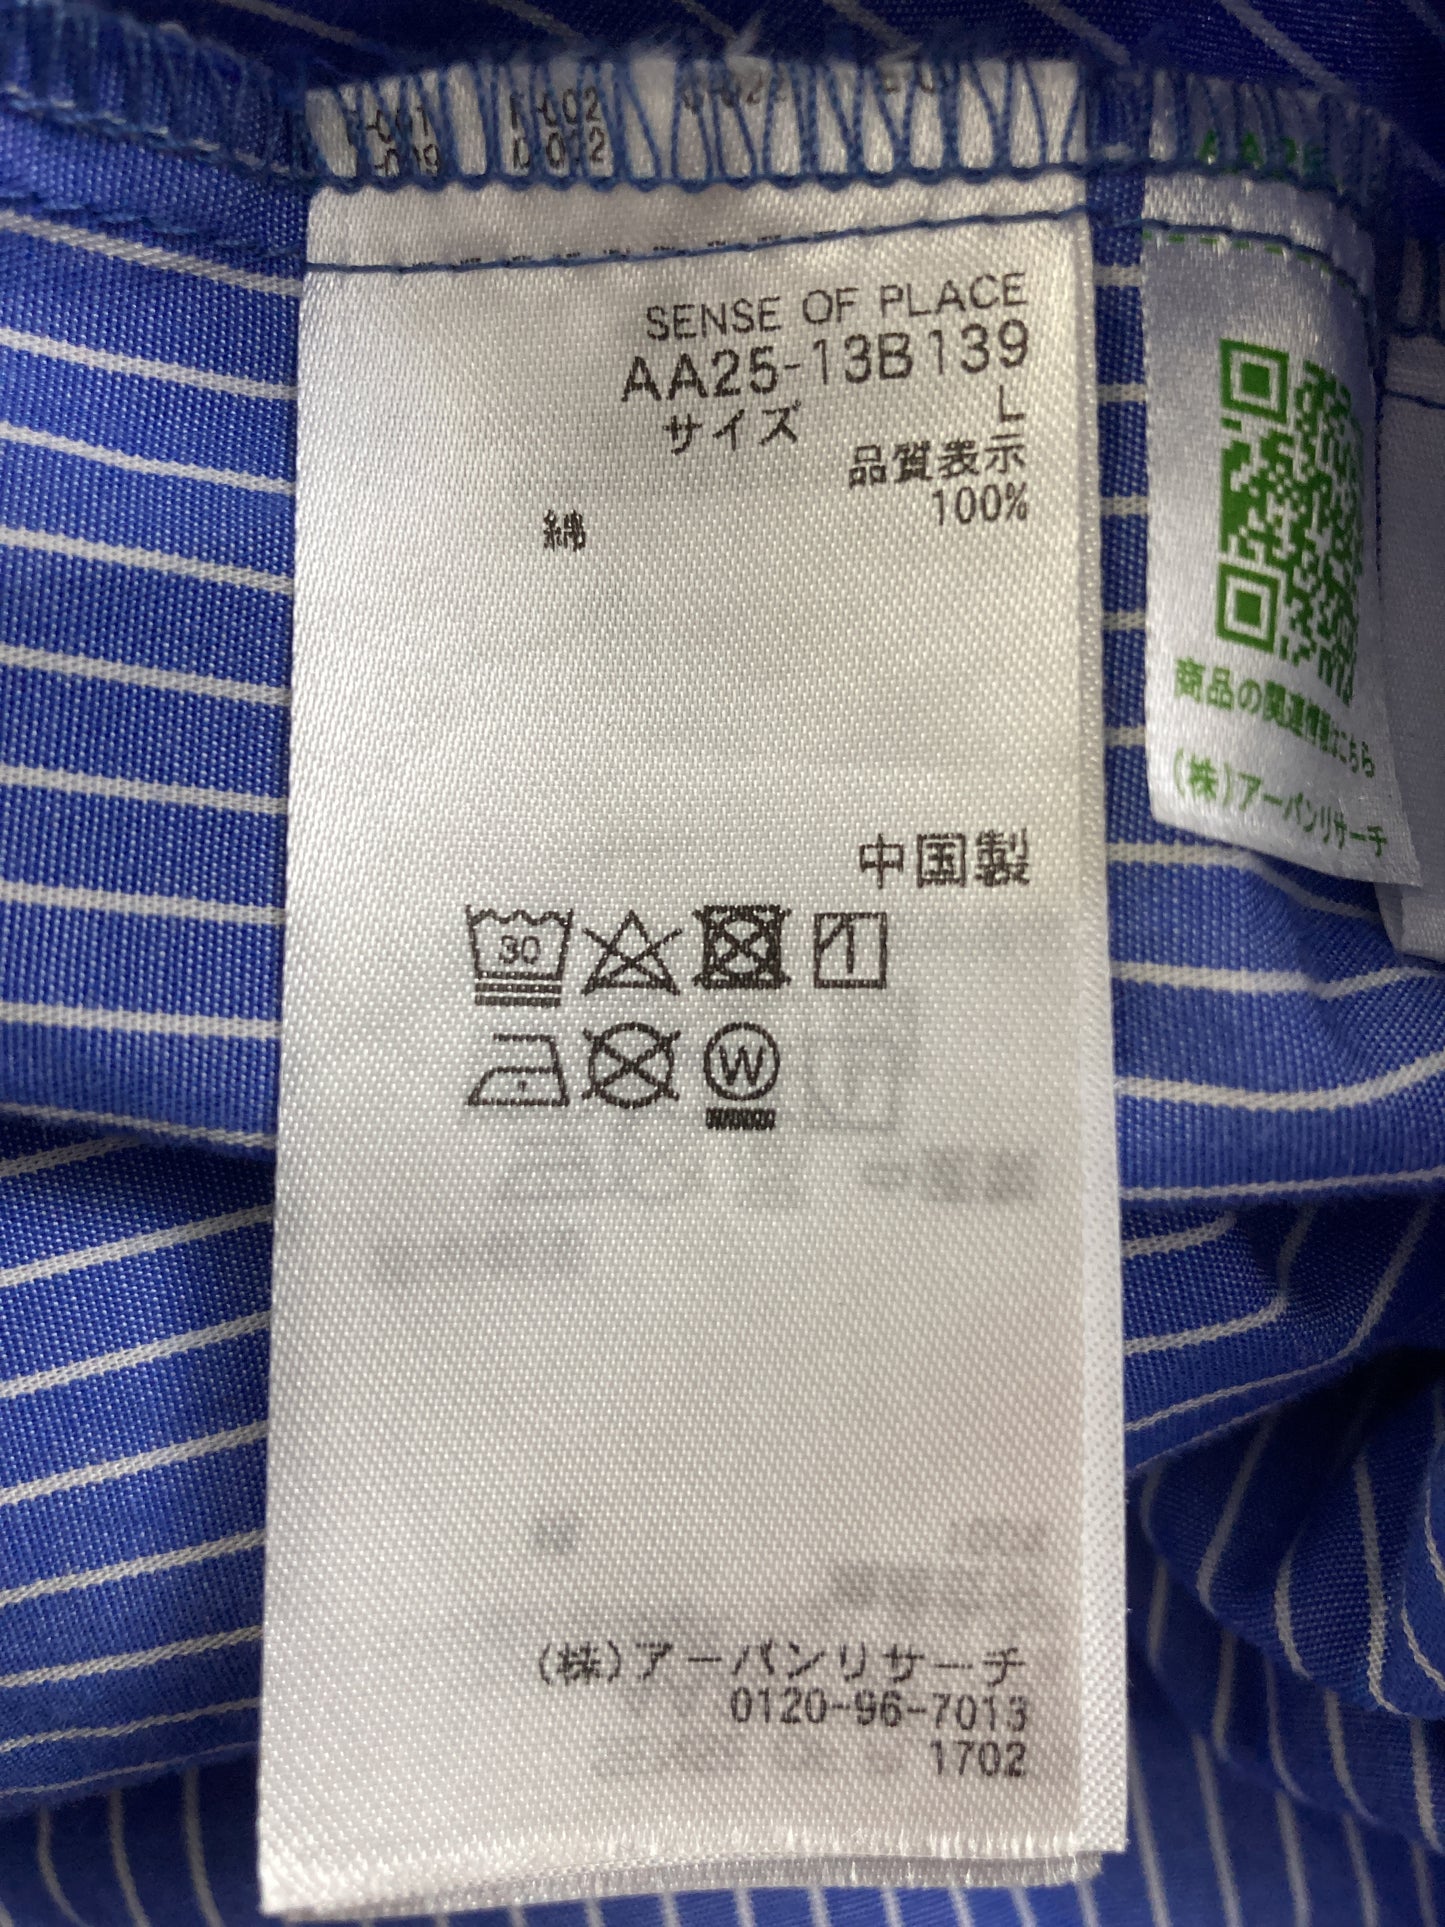 SENSE OF PLACE
AA25-13B139
サイズ L
品質表示
綿 100%
中国製
30
W
(株)アーバンリサーチ
0120-96-7013
1702
商品の関連情報はこちら
(株)アーバンリサーチ